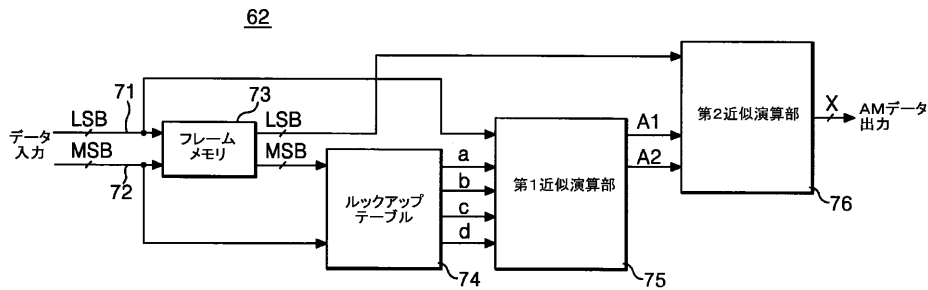 62
71
LSB
データ
入力
MSB
72
73
フレーム
メモリ
LSB
MSB
ルックアップ
テーブル
74
a
b
c
d
第1近似演算部
75
A1
A2
第2近似演算部
76
X
AMデータ
出力